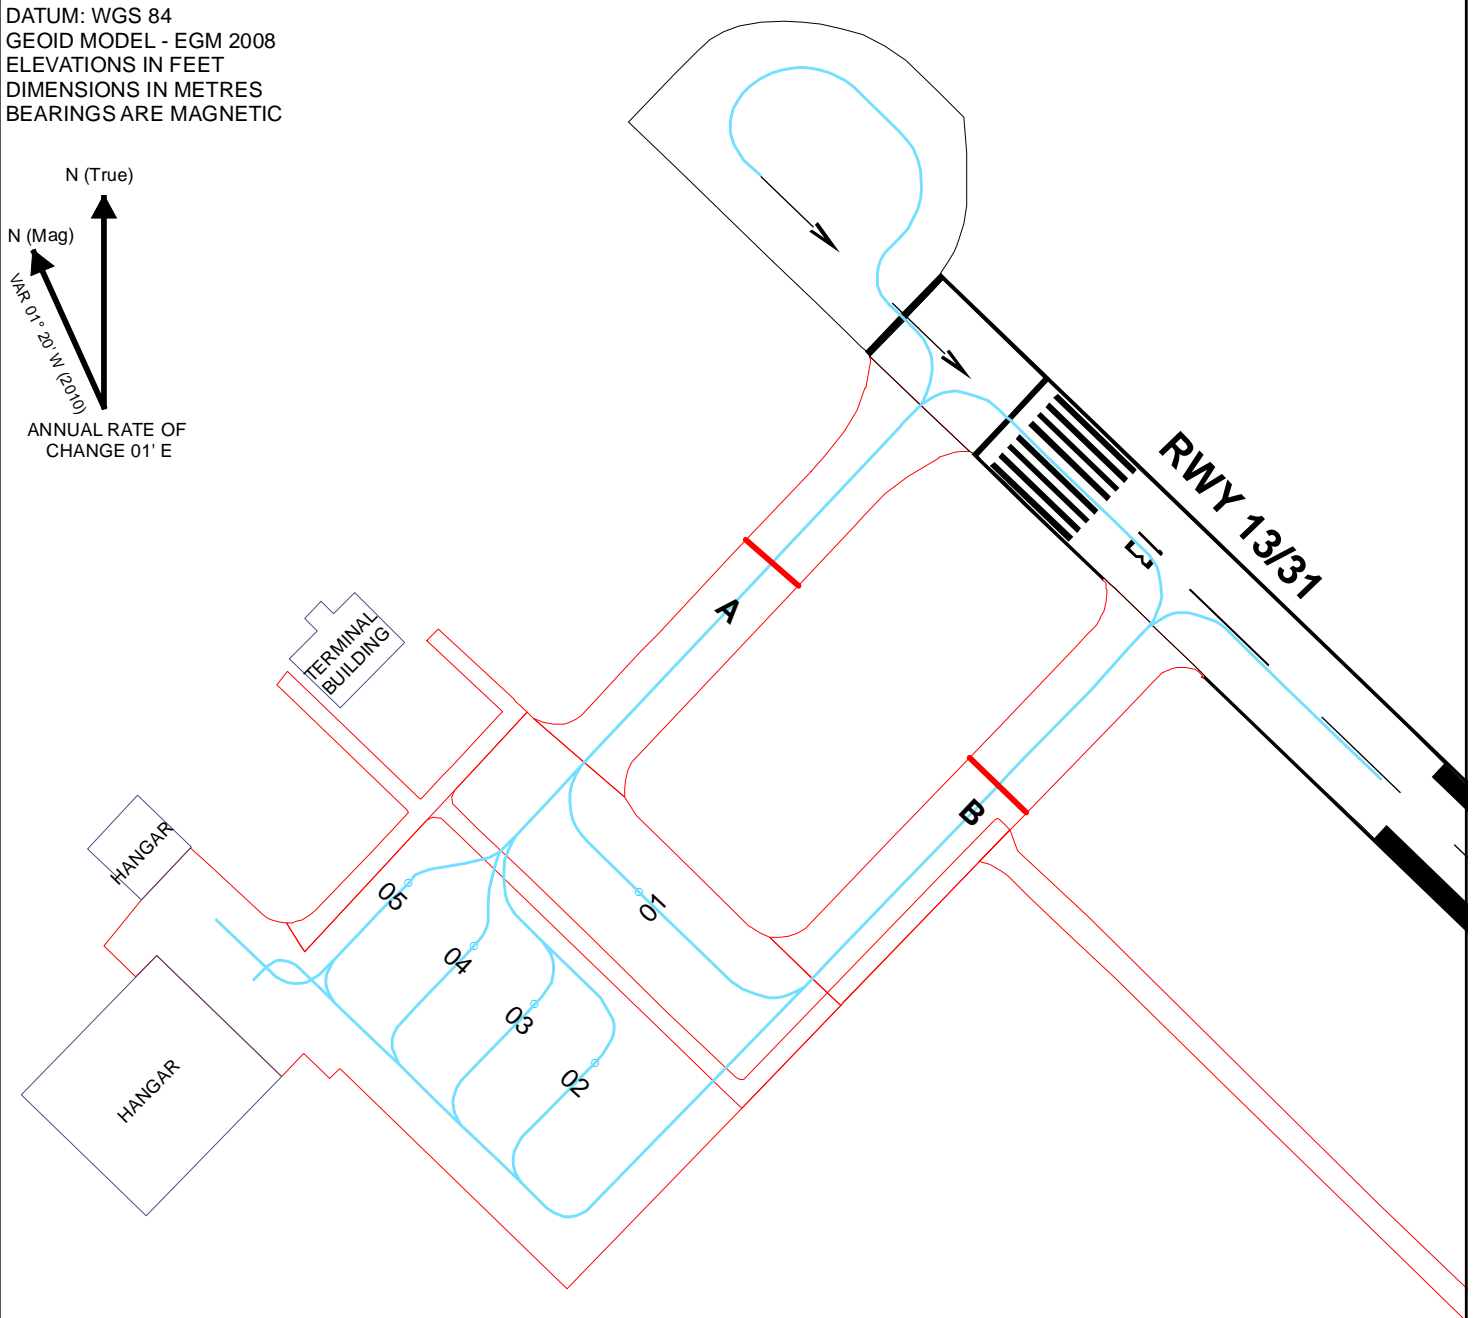 DATUM: WGS 84
GEOID MODEL - EGM 2008
ELEVATIONS IN FEET
DIMENSIONS IN METRES
BEARINGS ARE MAGNETIC
N (True)
N (Mag)
VAR 01° 20' W (2010)
ANNUAL RATE OF
CHANGE 01' E
RWY 13/31
13
A
TERMINAL
BUILDING
B
HANGAR
05
01
04
03
02
HANGAR